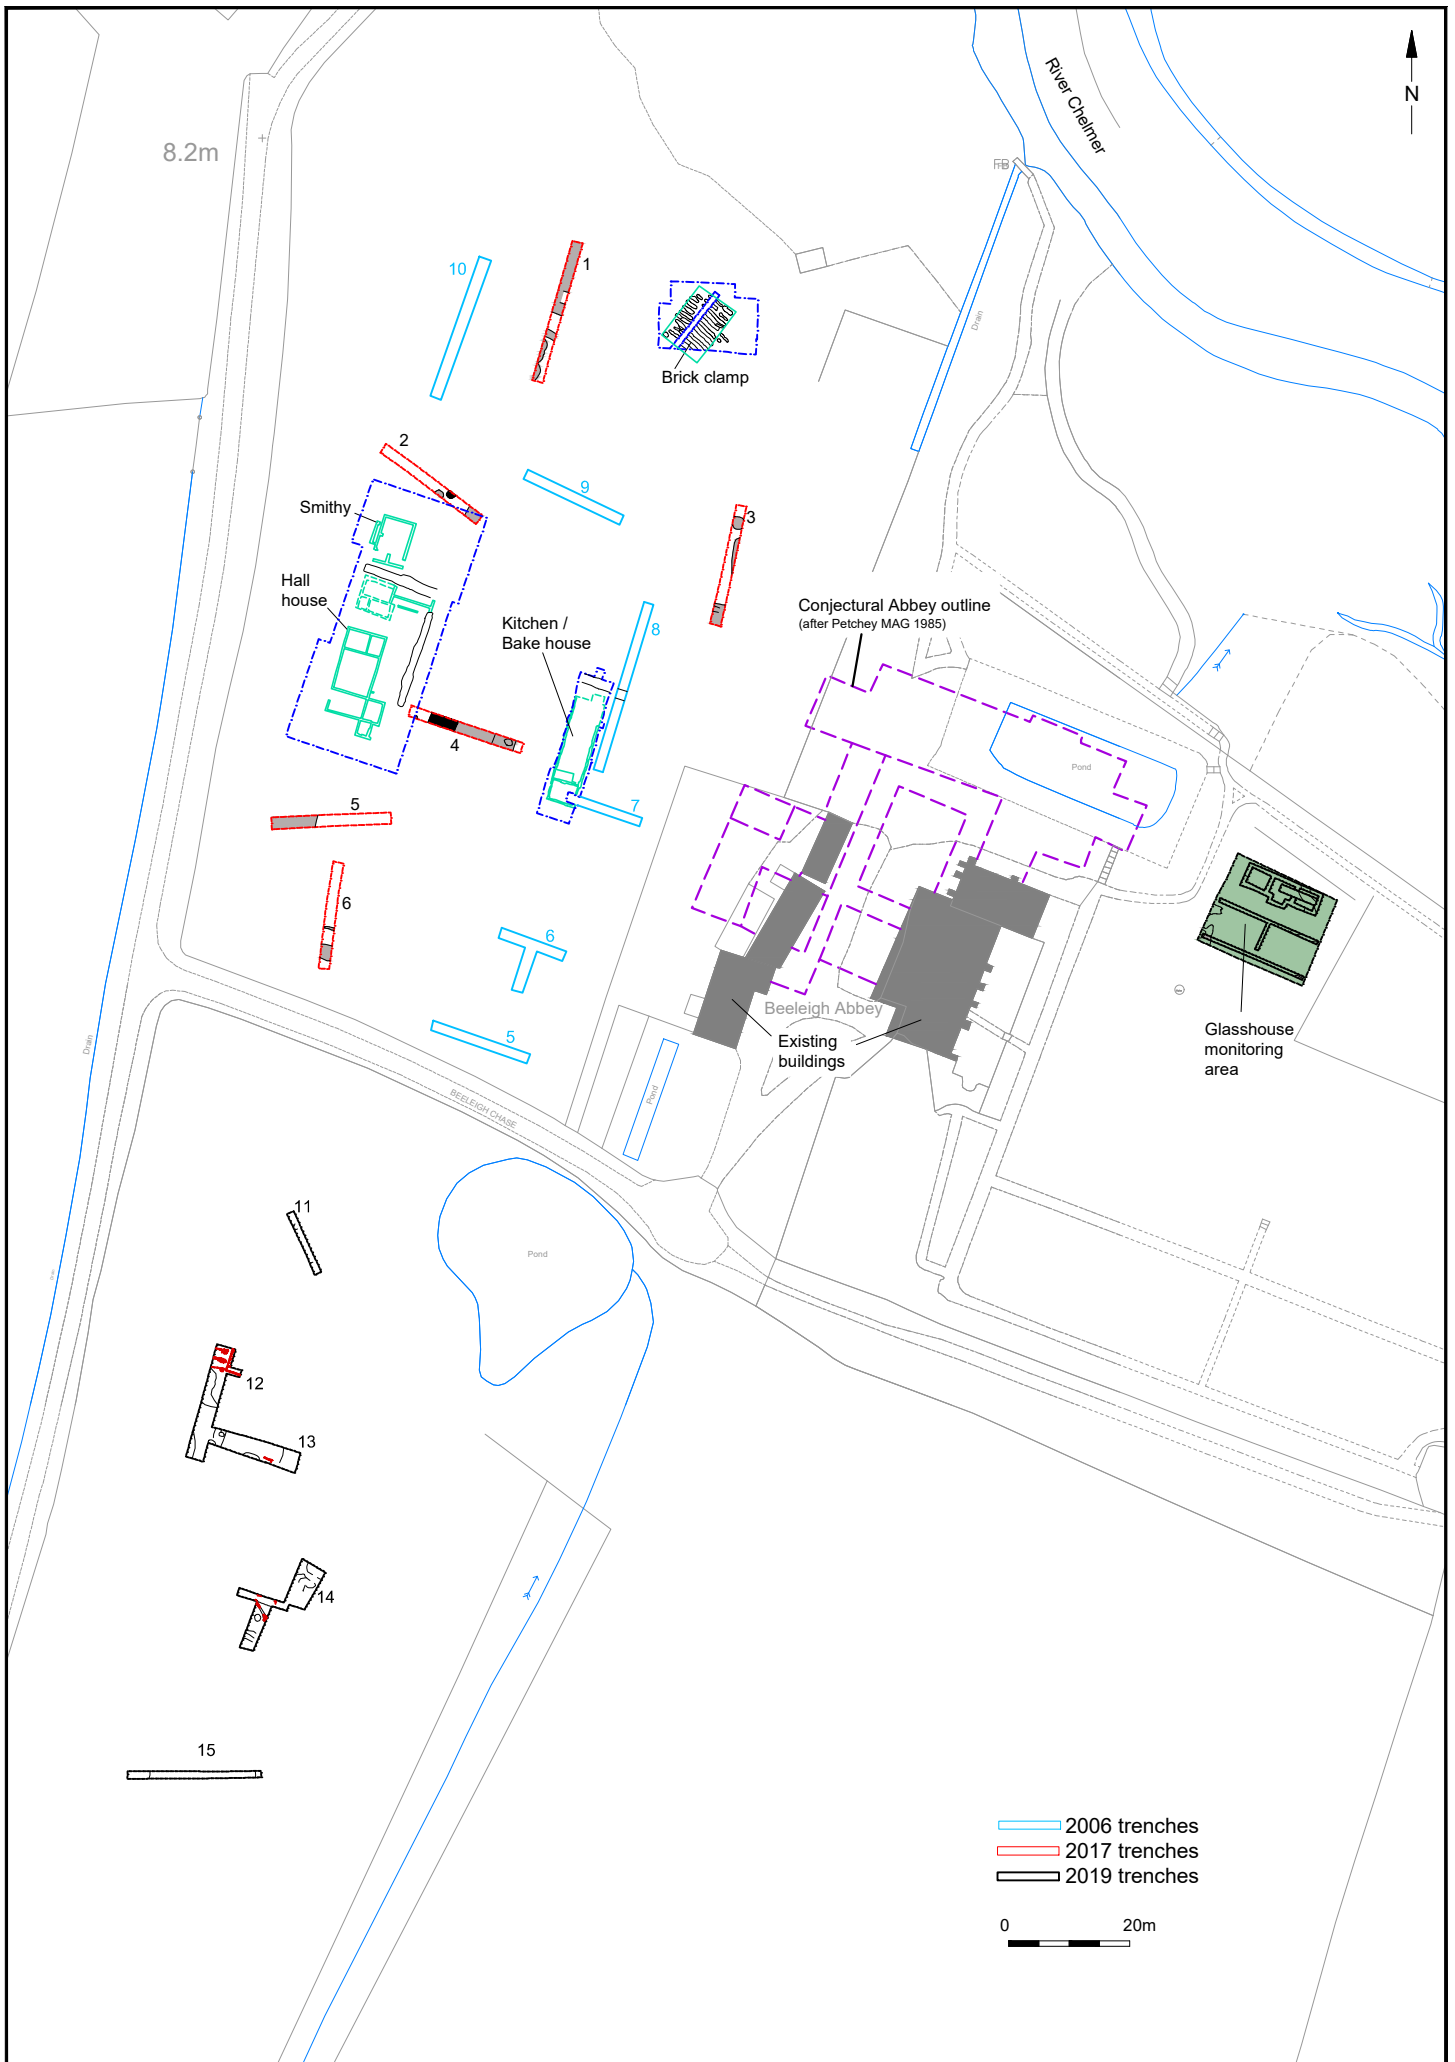 River Chelmer
N
8.2m
FB
10
1
Drain
Brick clamp
2
9
Smithy
3
Hall
house
Conjectural Abbey outline
(after Petchey MAG 1985)
Kitchen /
Bake house
8
4
Pond
5
7
6
6
Beeleigh Abbey
Existing
buildings
Glasshouse
monitoring
area
5
Drain
Pond
BEELEIGH CHASE
11
Pond
Drain
12
13
14
15
2006 trenches
2017 trenches
2019 trenches
0 20m